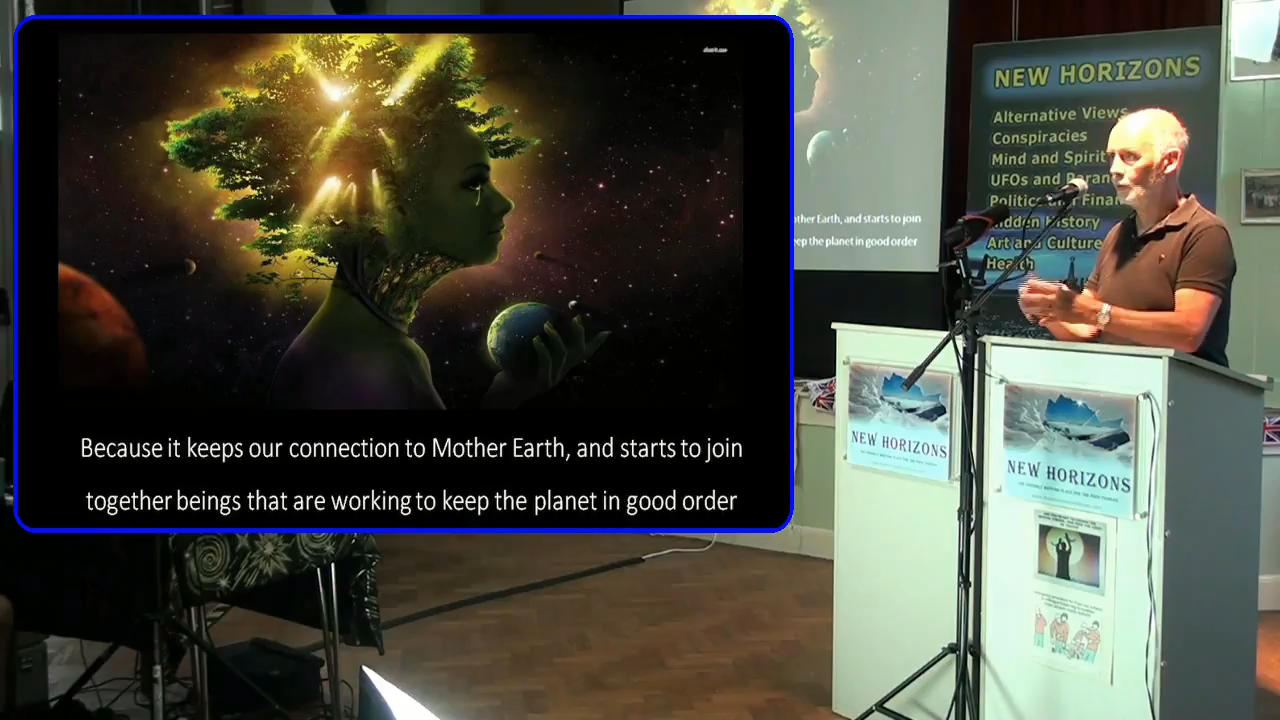 Because it keeps our connection to Mother Earth, and starts to join
together beings that are working to keep the planet in good order
other Earth, and starts to join
eep the planet in good order
NEW HORIZONS
Alternative Views
Conspiracies
Mind and Spirit
UFOs and Paran
Politics and Finan
Hidden History
Art and Culture
Health
NEW HORIZONS
NEW HORIZONS